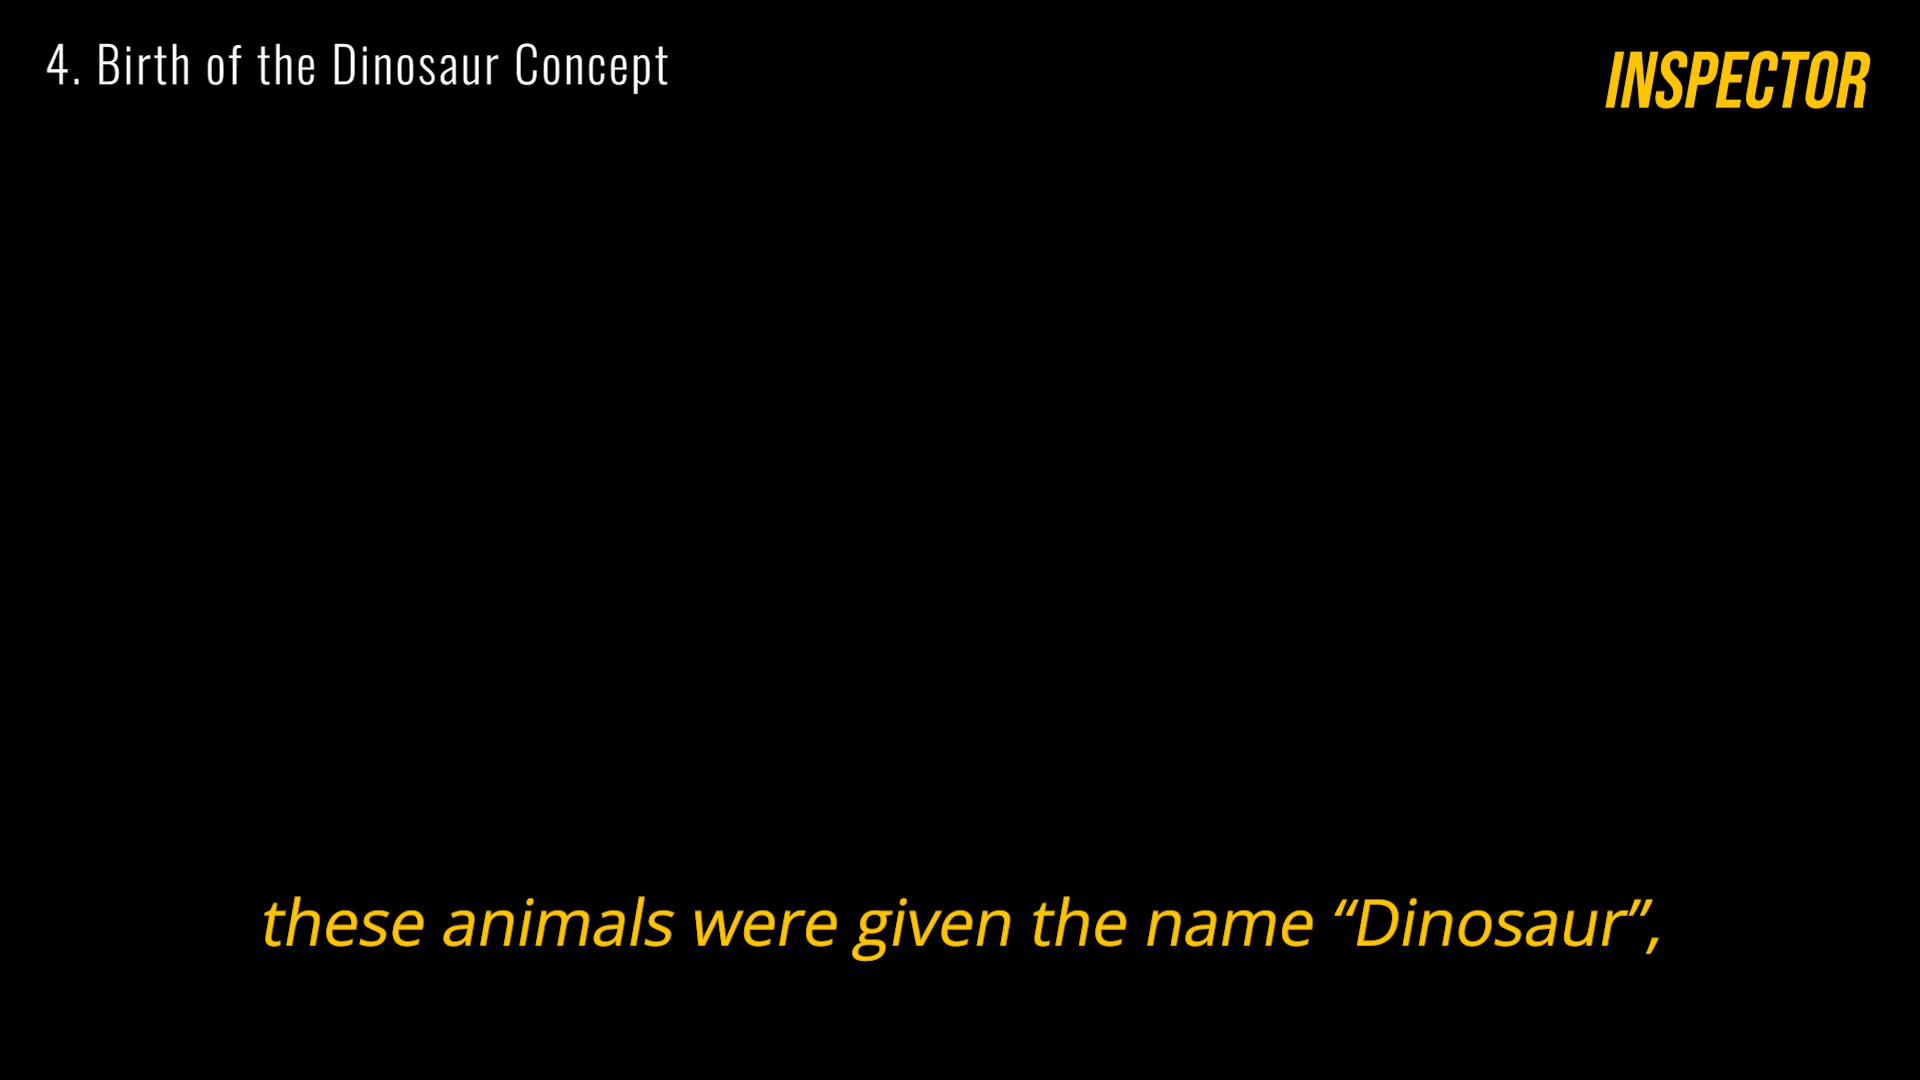 4. Birth of the Dinosaur Concept
INSPECTOR
these animals were given the name “Dinosaur”,